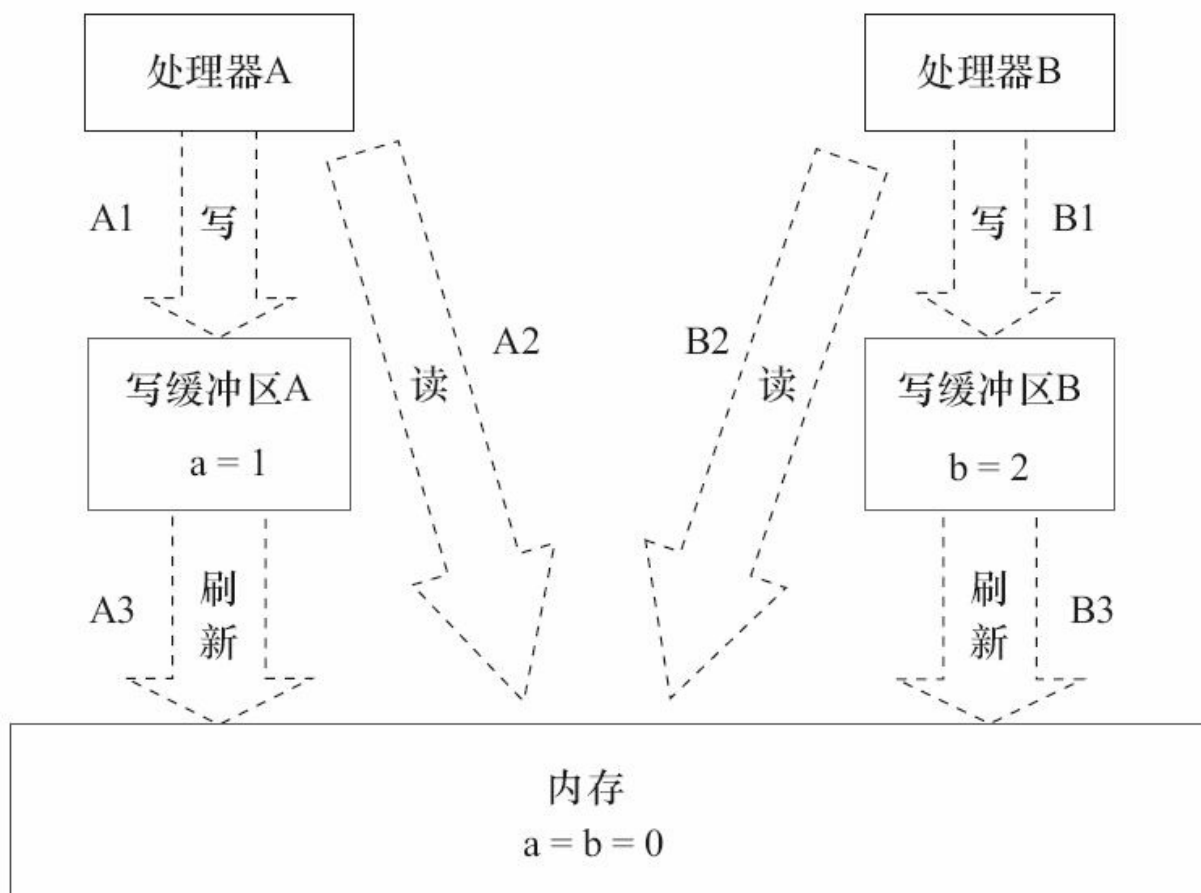 处理器A
处理器B
A1
写
写
B1
A2
B2
读
读
写缓冲区A
a = 1
写缓冲区B
b = 2
A3
刷
新
刷
新
B3
内存
a = b = 0